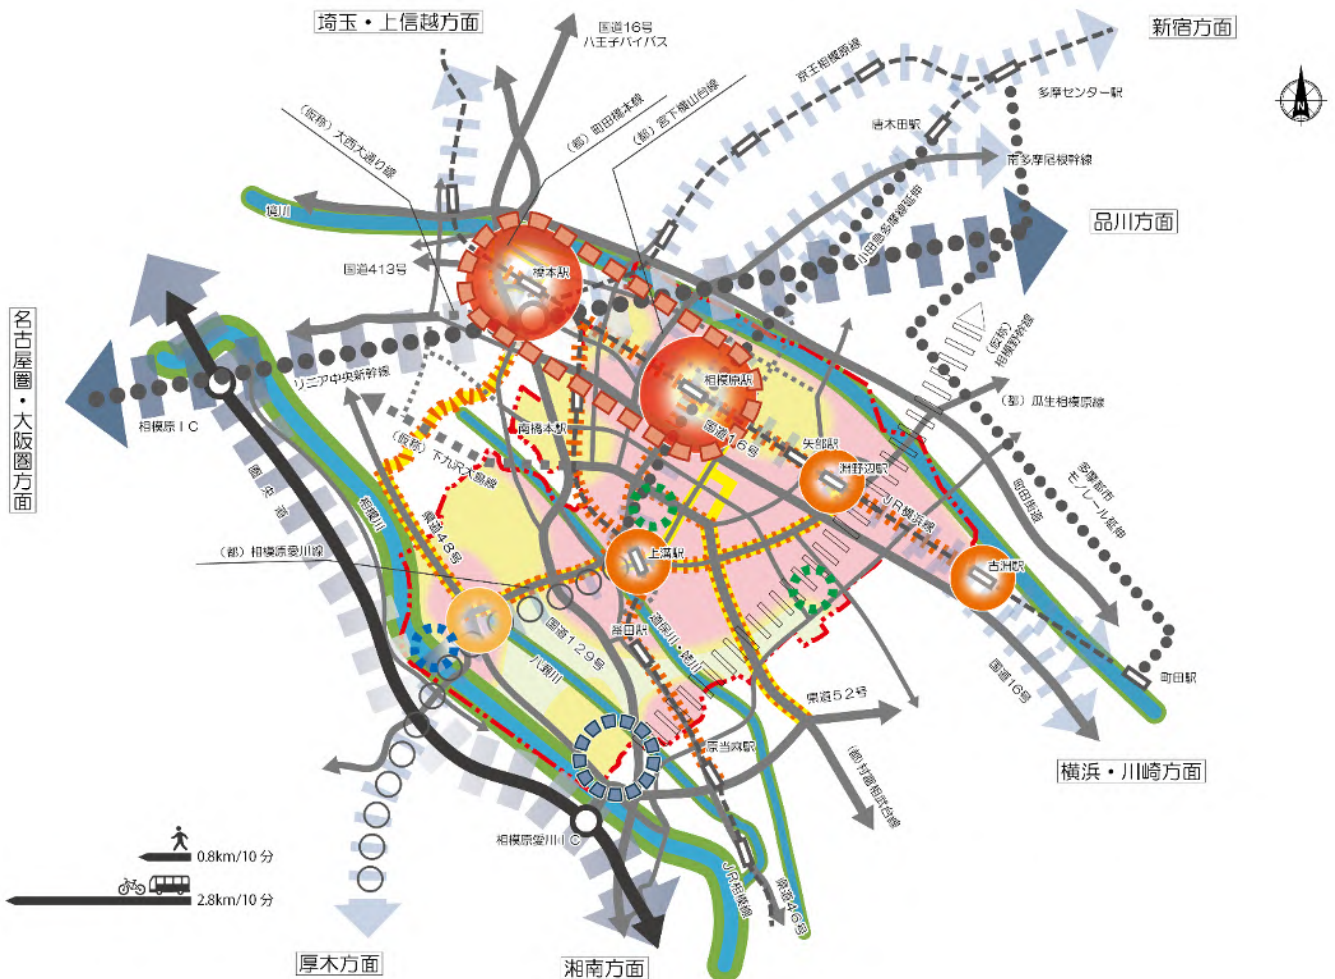 埼玉・上信越方面
国道16号
八王子バイパス
新宿方面
京王相模原線
多摩センター駅
唐木田駅
南多摩尾根幹線
(仮称)大西大通り線
(都)町田橋本線
(都)宮下横山台線
小田急多摩線延伸
品川方面
境川
国道413号
橋本駅
N
名古屋圏・大阪圏方面
リニア中央新幹線
相模原IC
相模原駅
(仮称)
相模野幹線
(都)瓜生相模原線
南橋本駅
国道16号
矢部駅
淵野辺駅
(仮称)下九沢大島線
圏央道
相模川
県道48号
JR横浜線
町田街道
多摩都市
モノレール延伸
(都)相模原愛川線
上溝駅
古淵駅
番田駅
道保川・鳩川
国道129号
八瀬川
県道52号
国道16号
町田駅
原当麻駅
(都)村富相武台線
横浜・川崎方面
相模原愛川IC
JR相模線
県道46号
0.8km/10分
2.8km/10分
厚木方面
湘南方面